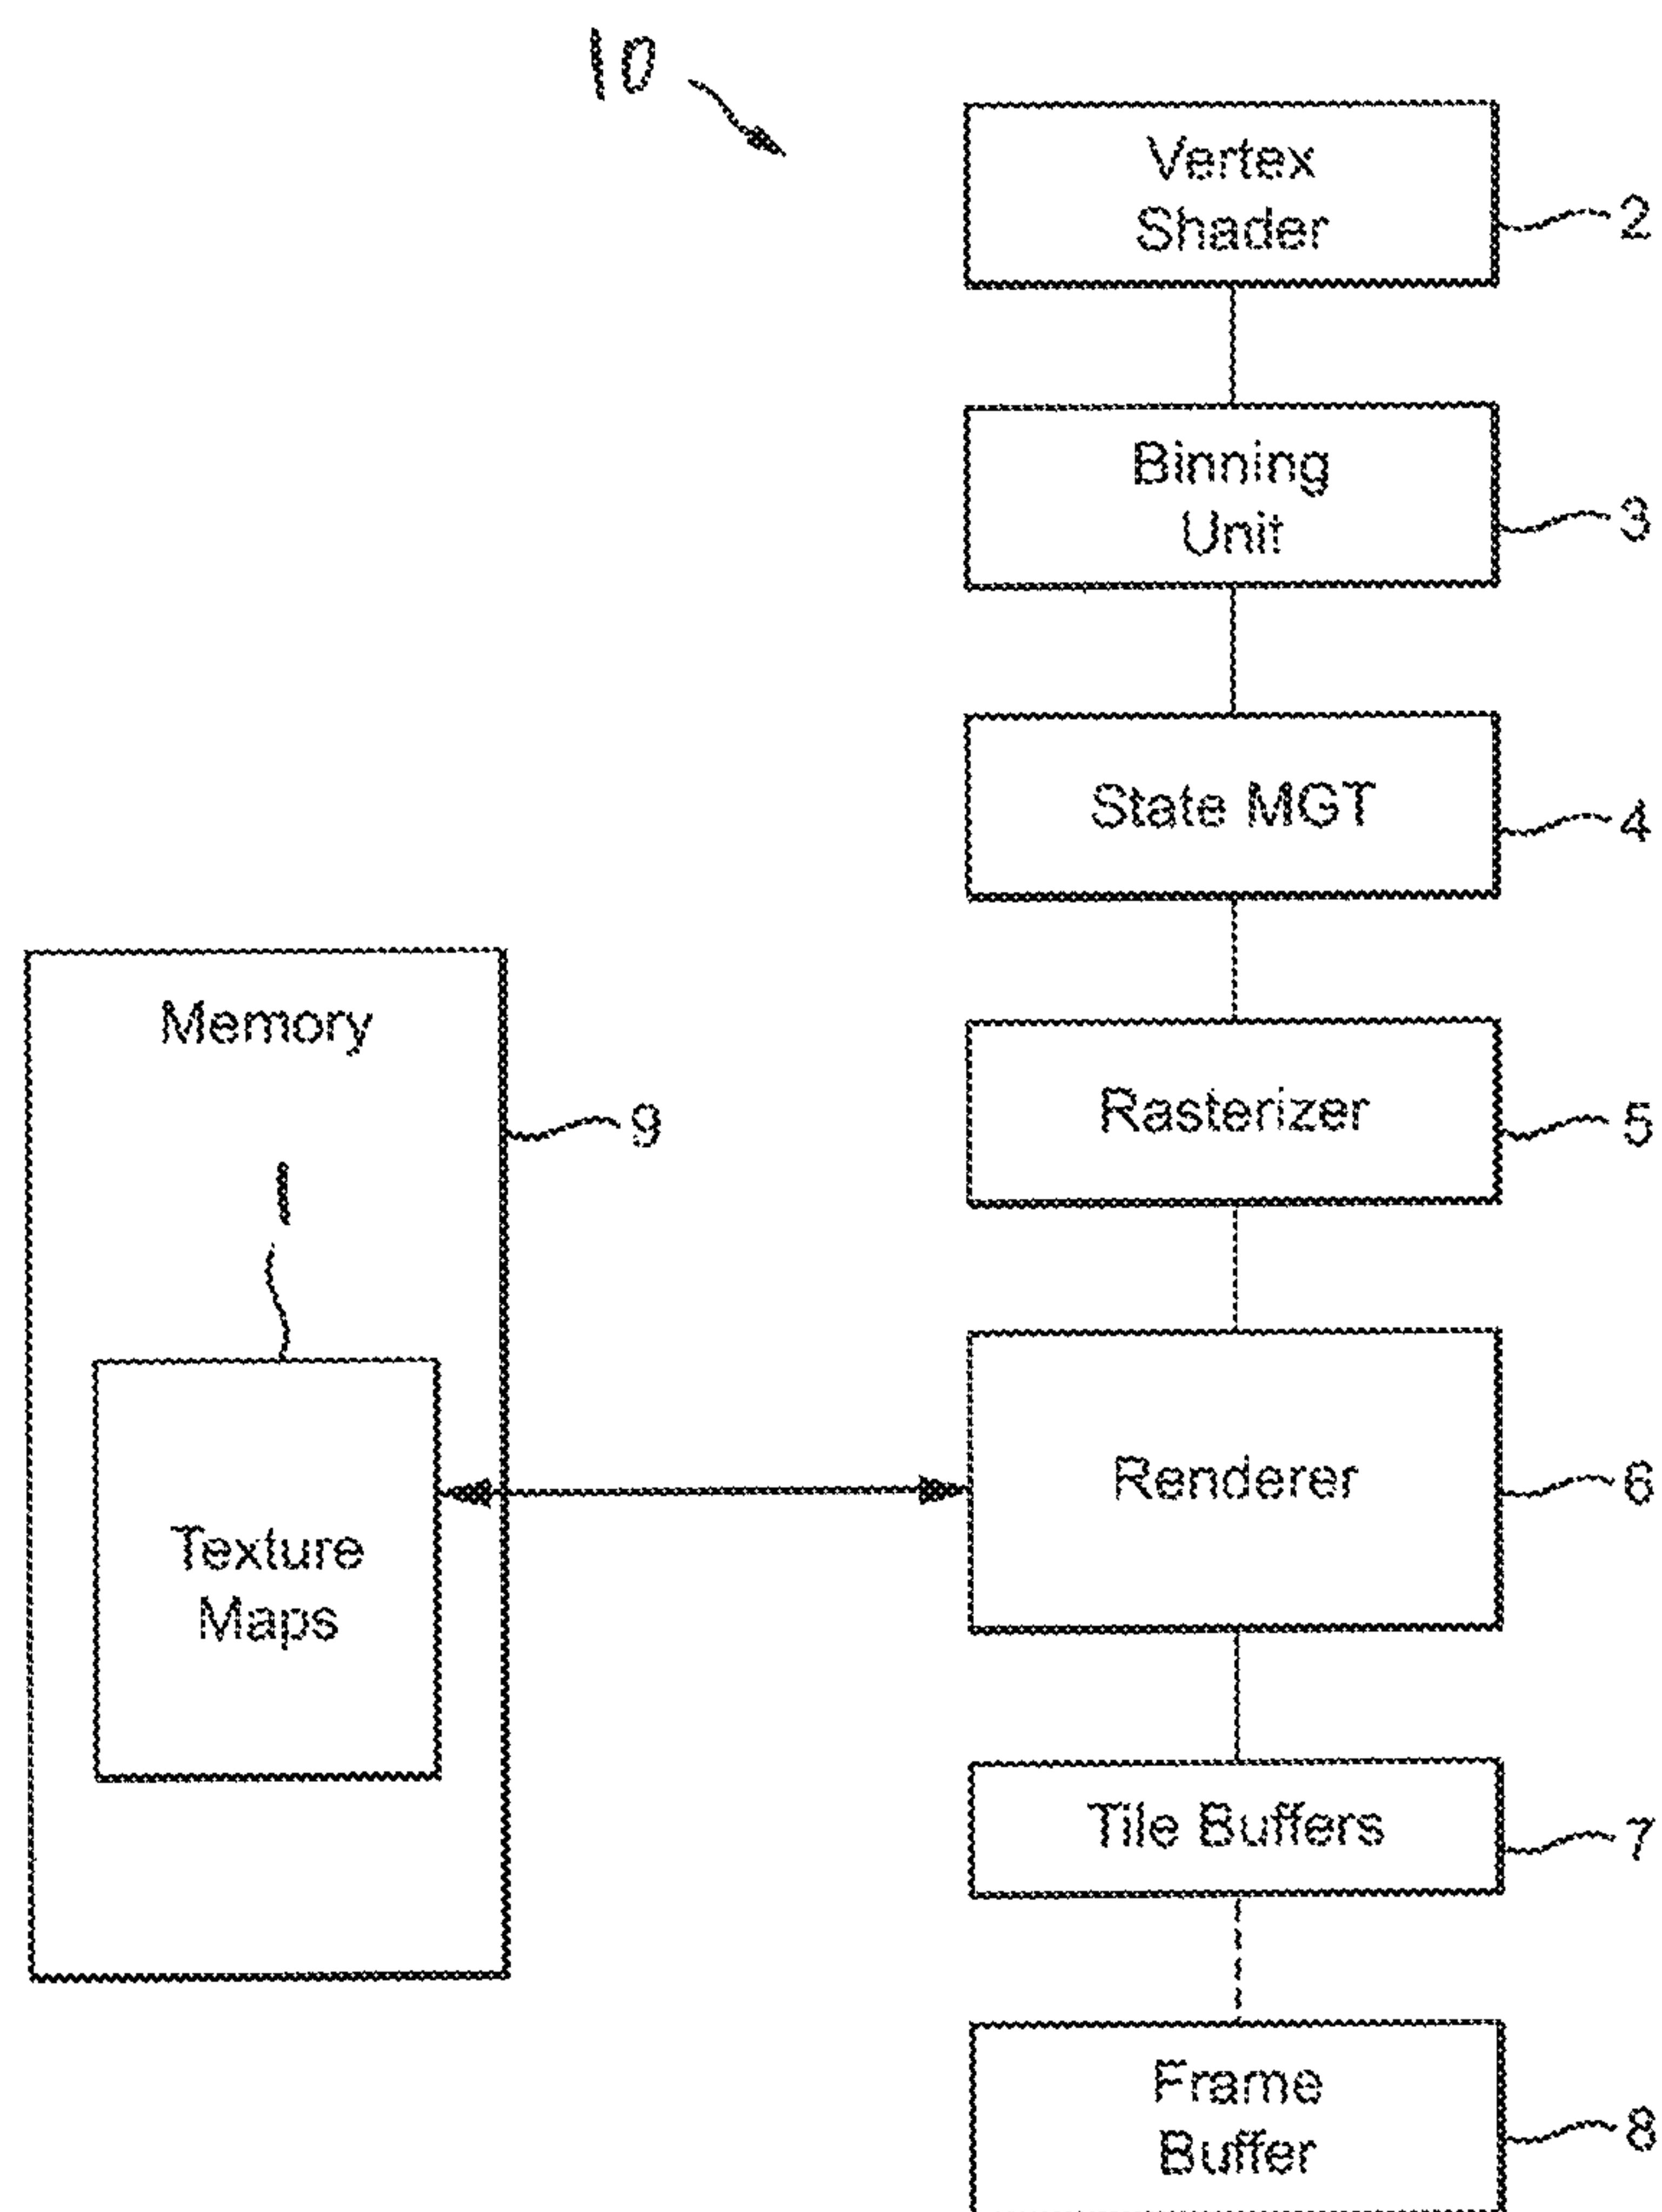 10
Vertex
Shader
2
Binning
Unit
3
State MGT
4
Memory
9
Rasterizer
5
1
Renderer
6
Texture
Maps
Tile Buffers
7
Frame
Buffer
8